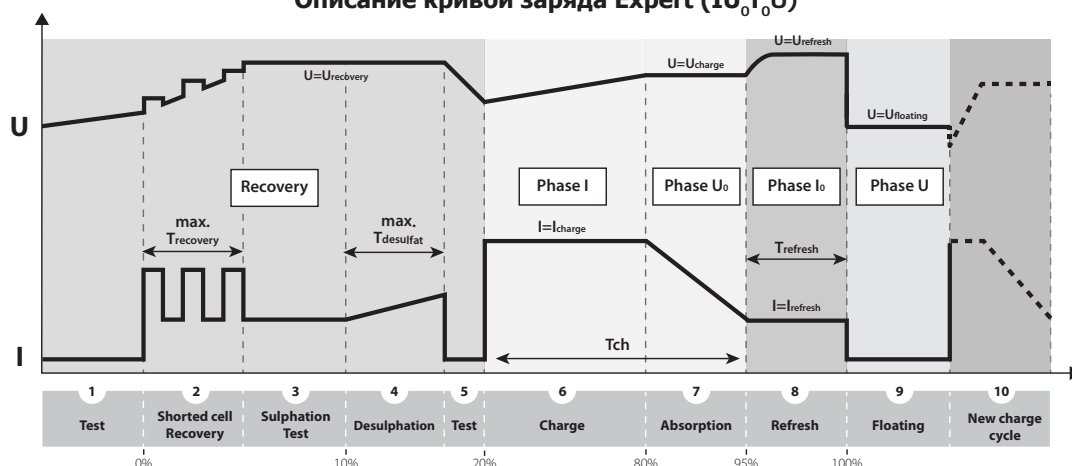 Описание кривой заряда Expert (IU₀I₀U)
U=Urefresh
U=Urecovery
U=Ucharge
U=Ufloating
U
Recovery
Phase I
Phase U₀
Phase I₀
Phase U
max.
Trecovery
max.
Tdesulfat
I=Icharge
Trefresh
I=Irefresh
Tch
I
1
2
3
4
5
6
7
8
9
10
Test
Shorted cell
Recovery
Sulphation
Test
Desulphation
Test
Charge
Absorption
Refresh
Floating
New charge
cycle
0%
10%
20%
80%
95%
100%